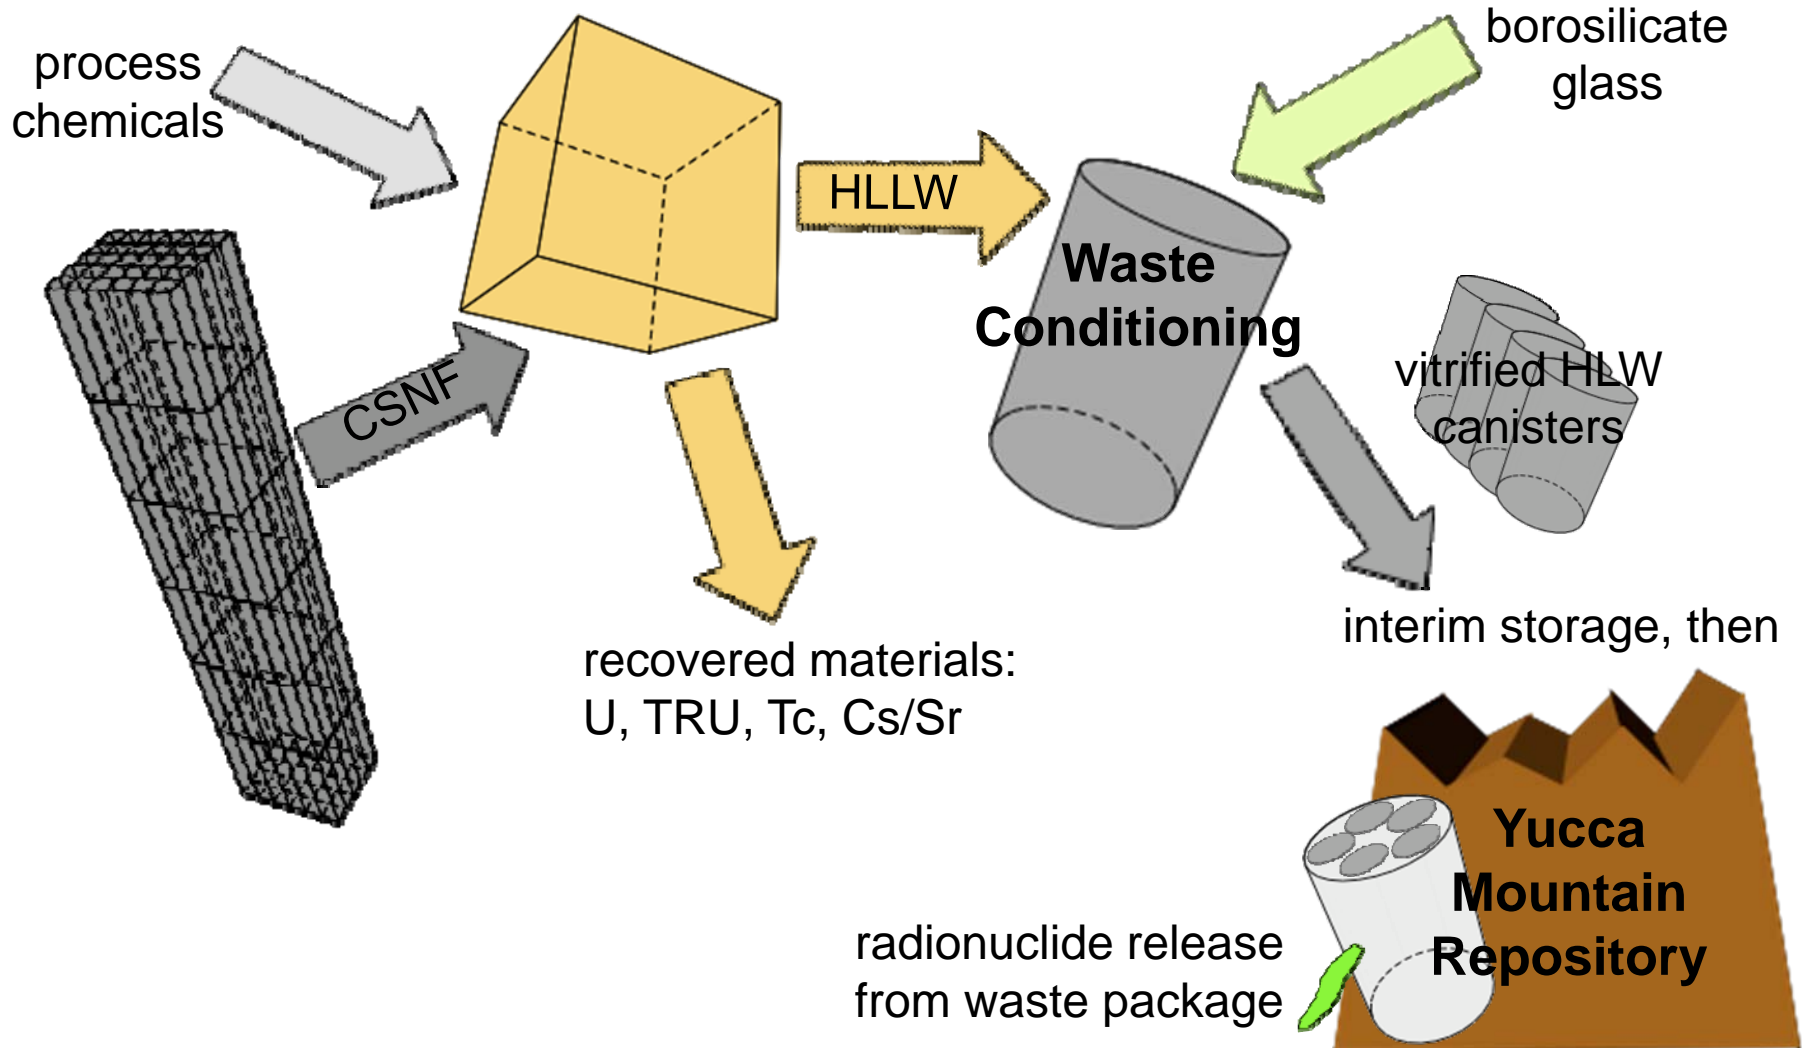 process
chemicals
borosilicate
glass
HLLW
Waste
Conditioning
CSNF
vitrified HLW
canisters
interim storage, then
recovered materials:
U, TRU, Tc, Cs/Sr
Yucca
Mountain
Repository
radionuclide release
from waste package